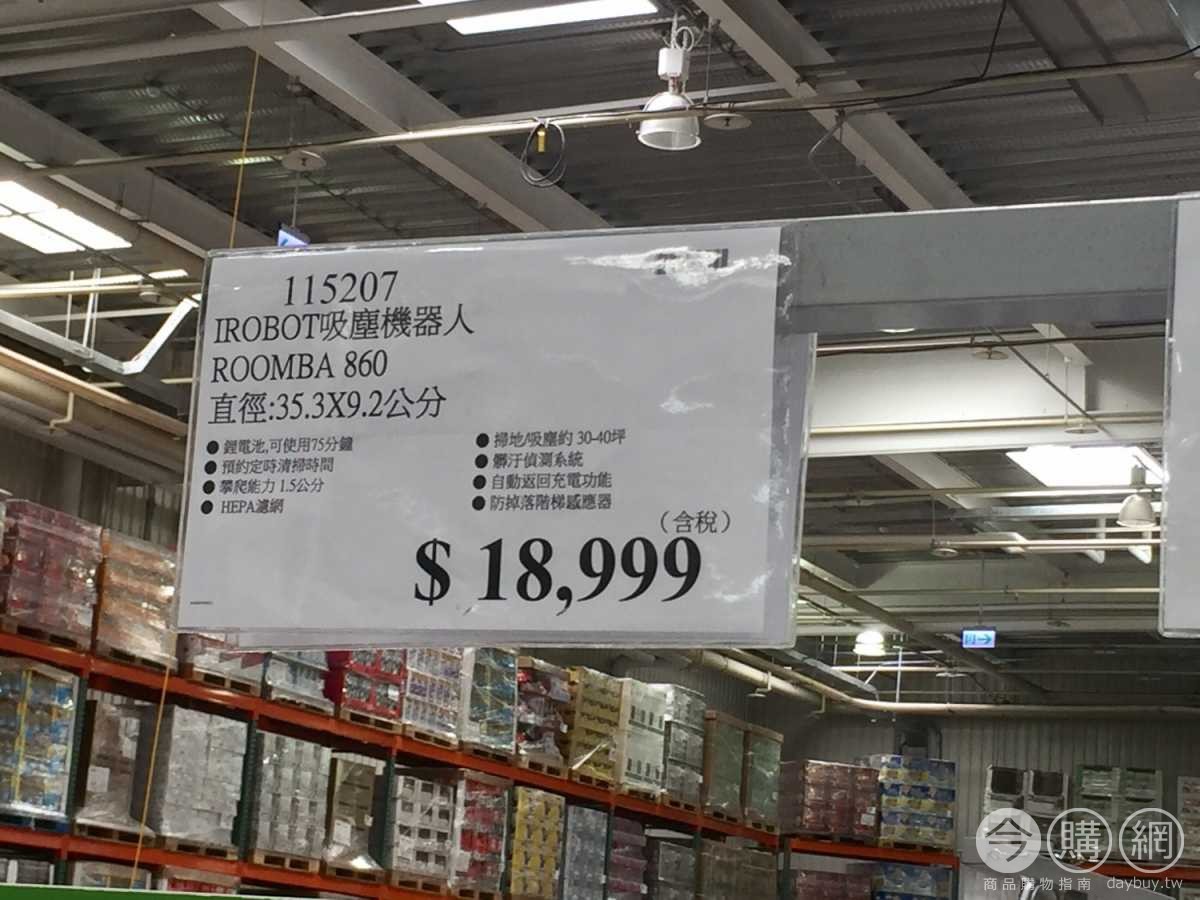 115207
IROBOT吸塵機器人
ROOMBA 860
直徑:35.3X9.2公分
● 鋰電池,可使用75分鐘
● 預約定時清掃時間
● 攀爬能力 1.5公分
● HEPA濾網
● 掃地/吸塵約 30-40坪
● 髒汙偵測系統
● 自動返回充電功能
● 防掉落階梯感應器
(含稅)
$ 18,999
今購網
商品購物指南 daybuy.tw